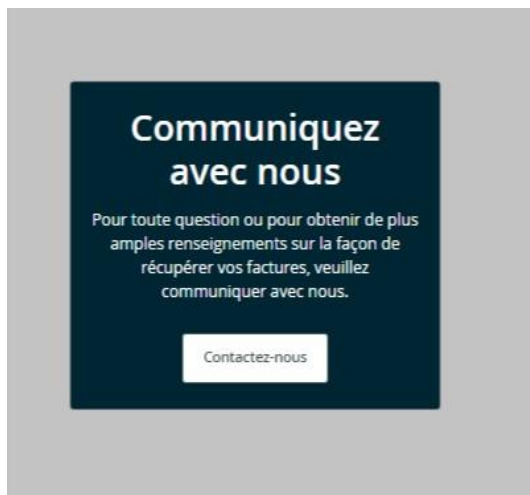 Communiquez
avec nous
Pour toute question ou pour obtenir de plus
amples renseignements sur la façon de
récupérer vos factures, veuillez
communiquer avec nous.
Contactez-nous